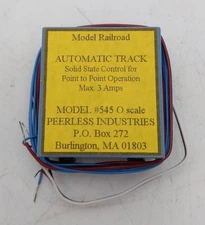 Model Railroad
AUTOMATIC TRACK
Solid State Control for
Point to Point Operation
Max. 3 Amps
MODEL #545 O scale
PEERLESS INDUSTRIES
P.O. Box 272
Burlington, MA 01803